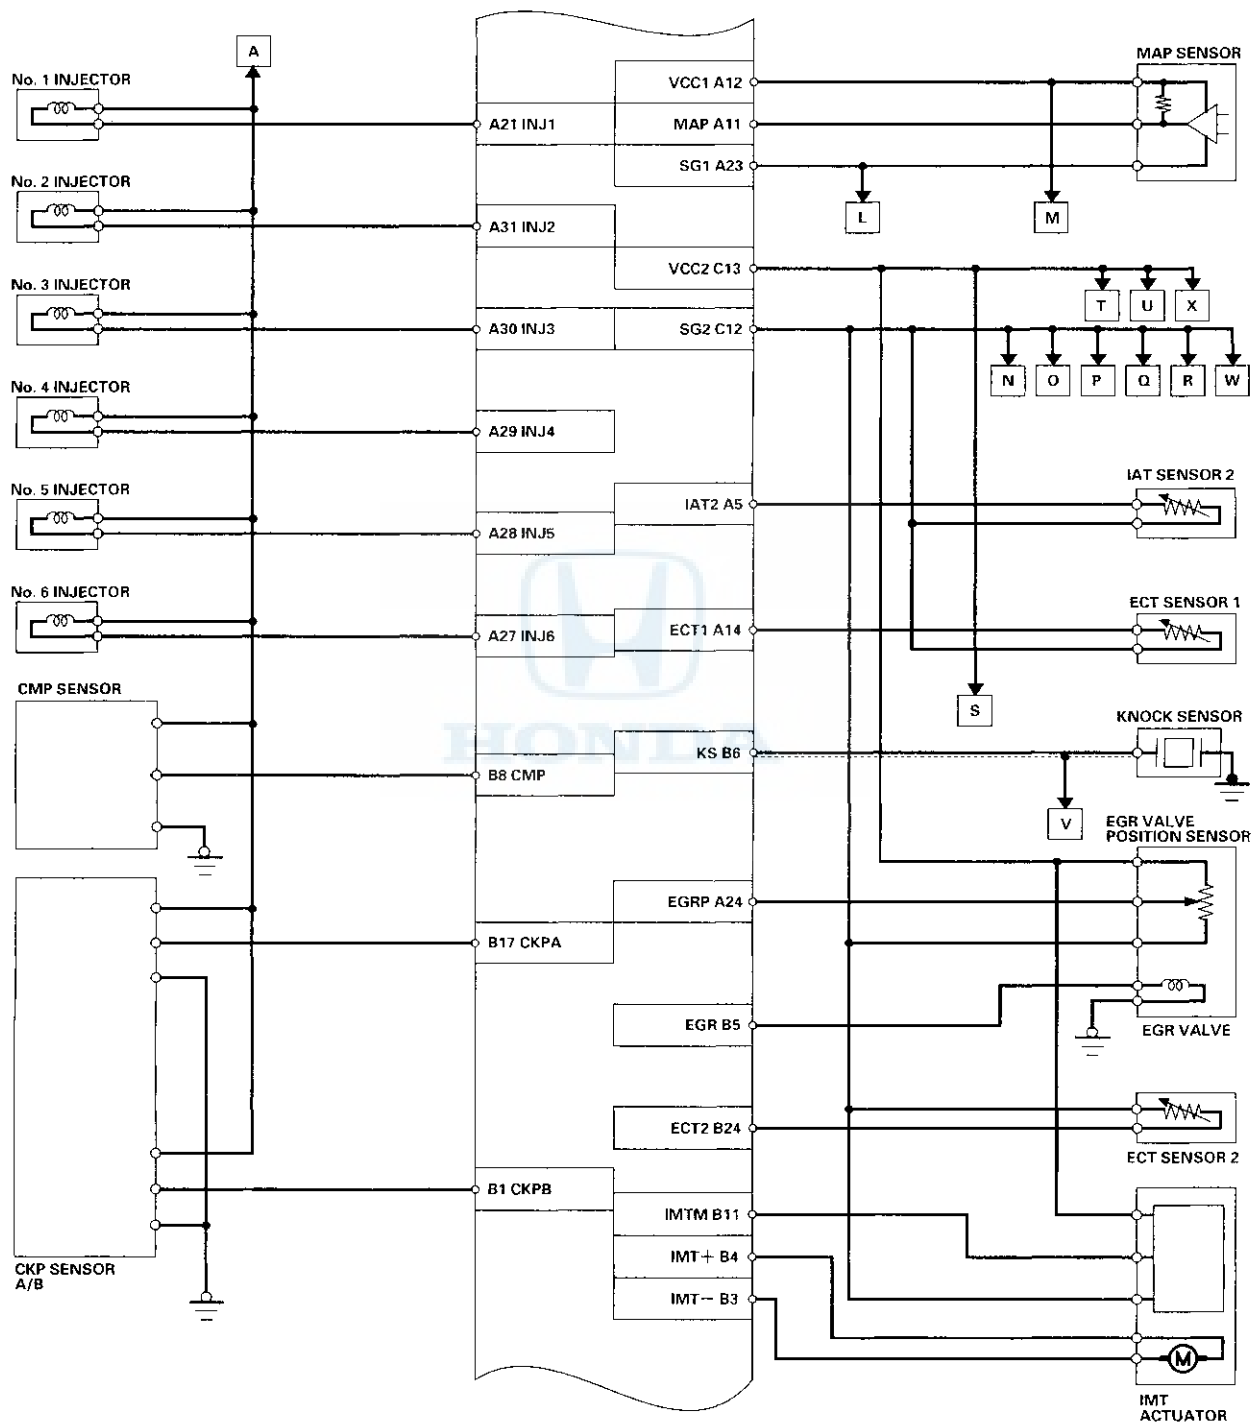 A
No. 1 INJECTOR
No. 2 INJECTOR
No. 3 INJECTOR
No. 4 INJECTOR
No. 5 INJECTOR
No. 6 INJECTOR
CMP SENSOR
CKP SENSOR
A/B
A21 INJ1
A31 INJ2
A30 INJ3
A29 INJ4
A28 INJ5
A27 INJ6
B8 CMP
B17 CKPA
B1 CKPB
VCC1 A12
MAP A11
SG1 A23
VCC2 C13
SG2 C12
IAT2 A5
ECT1 A14
KS B6
EGRP A24
EGR B5
ECT2 B24
IMTM B11
IMT+ B4
IMT− B3
HONDA
MAP SENSOR
L
M
T U X
N O P Q R W
IAT SENSOR 2
ECT SENSOR 1
S
KNOCK SENSOR
V
EGR VALVE
POSITION SENSOR
EGR VALVE
ECT SENSOR 2
M
IMT
ACTUATOR